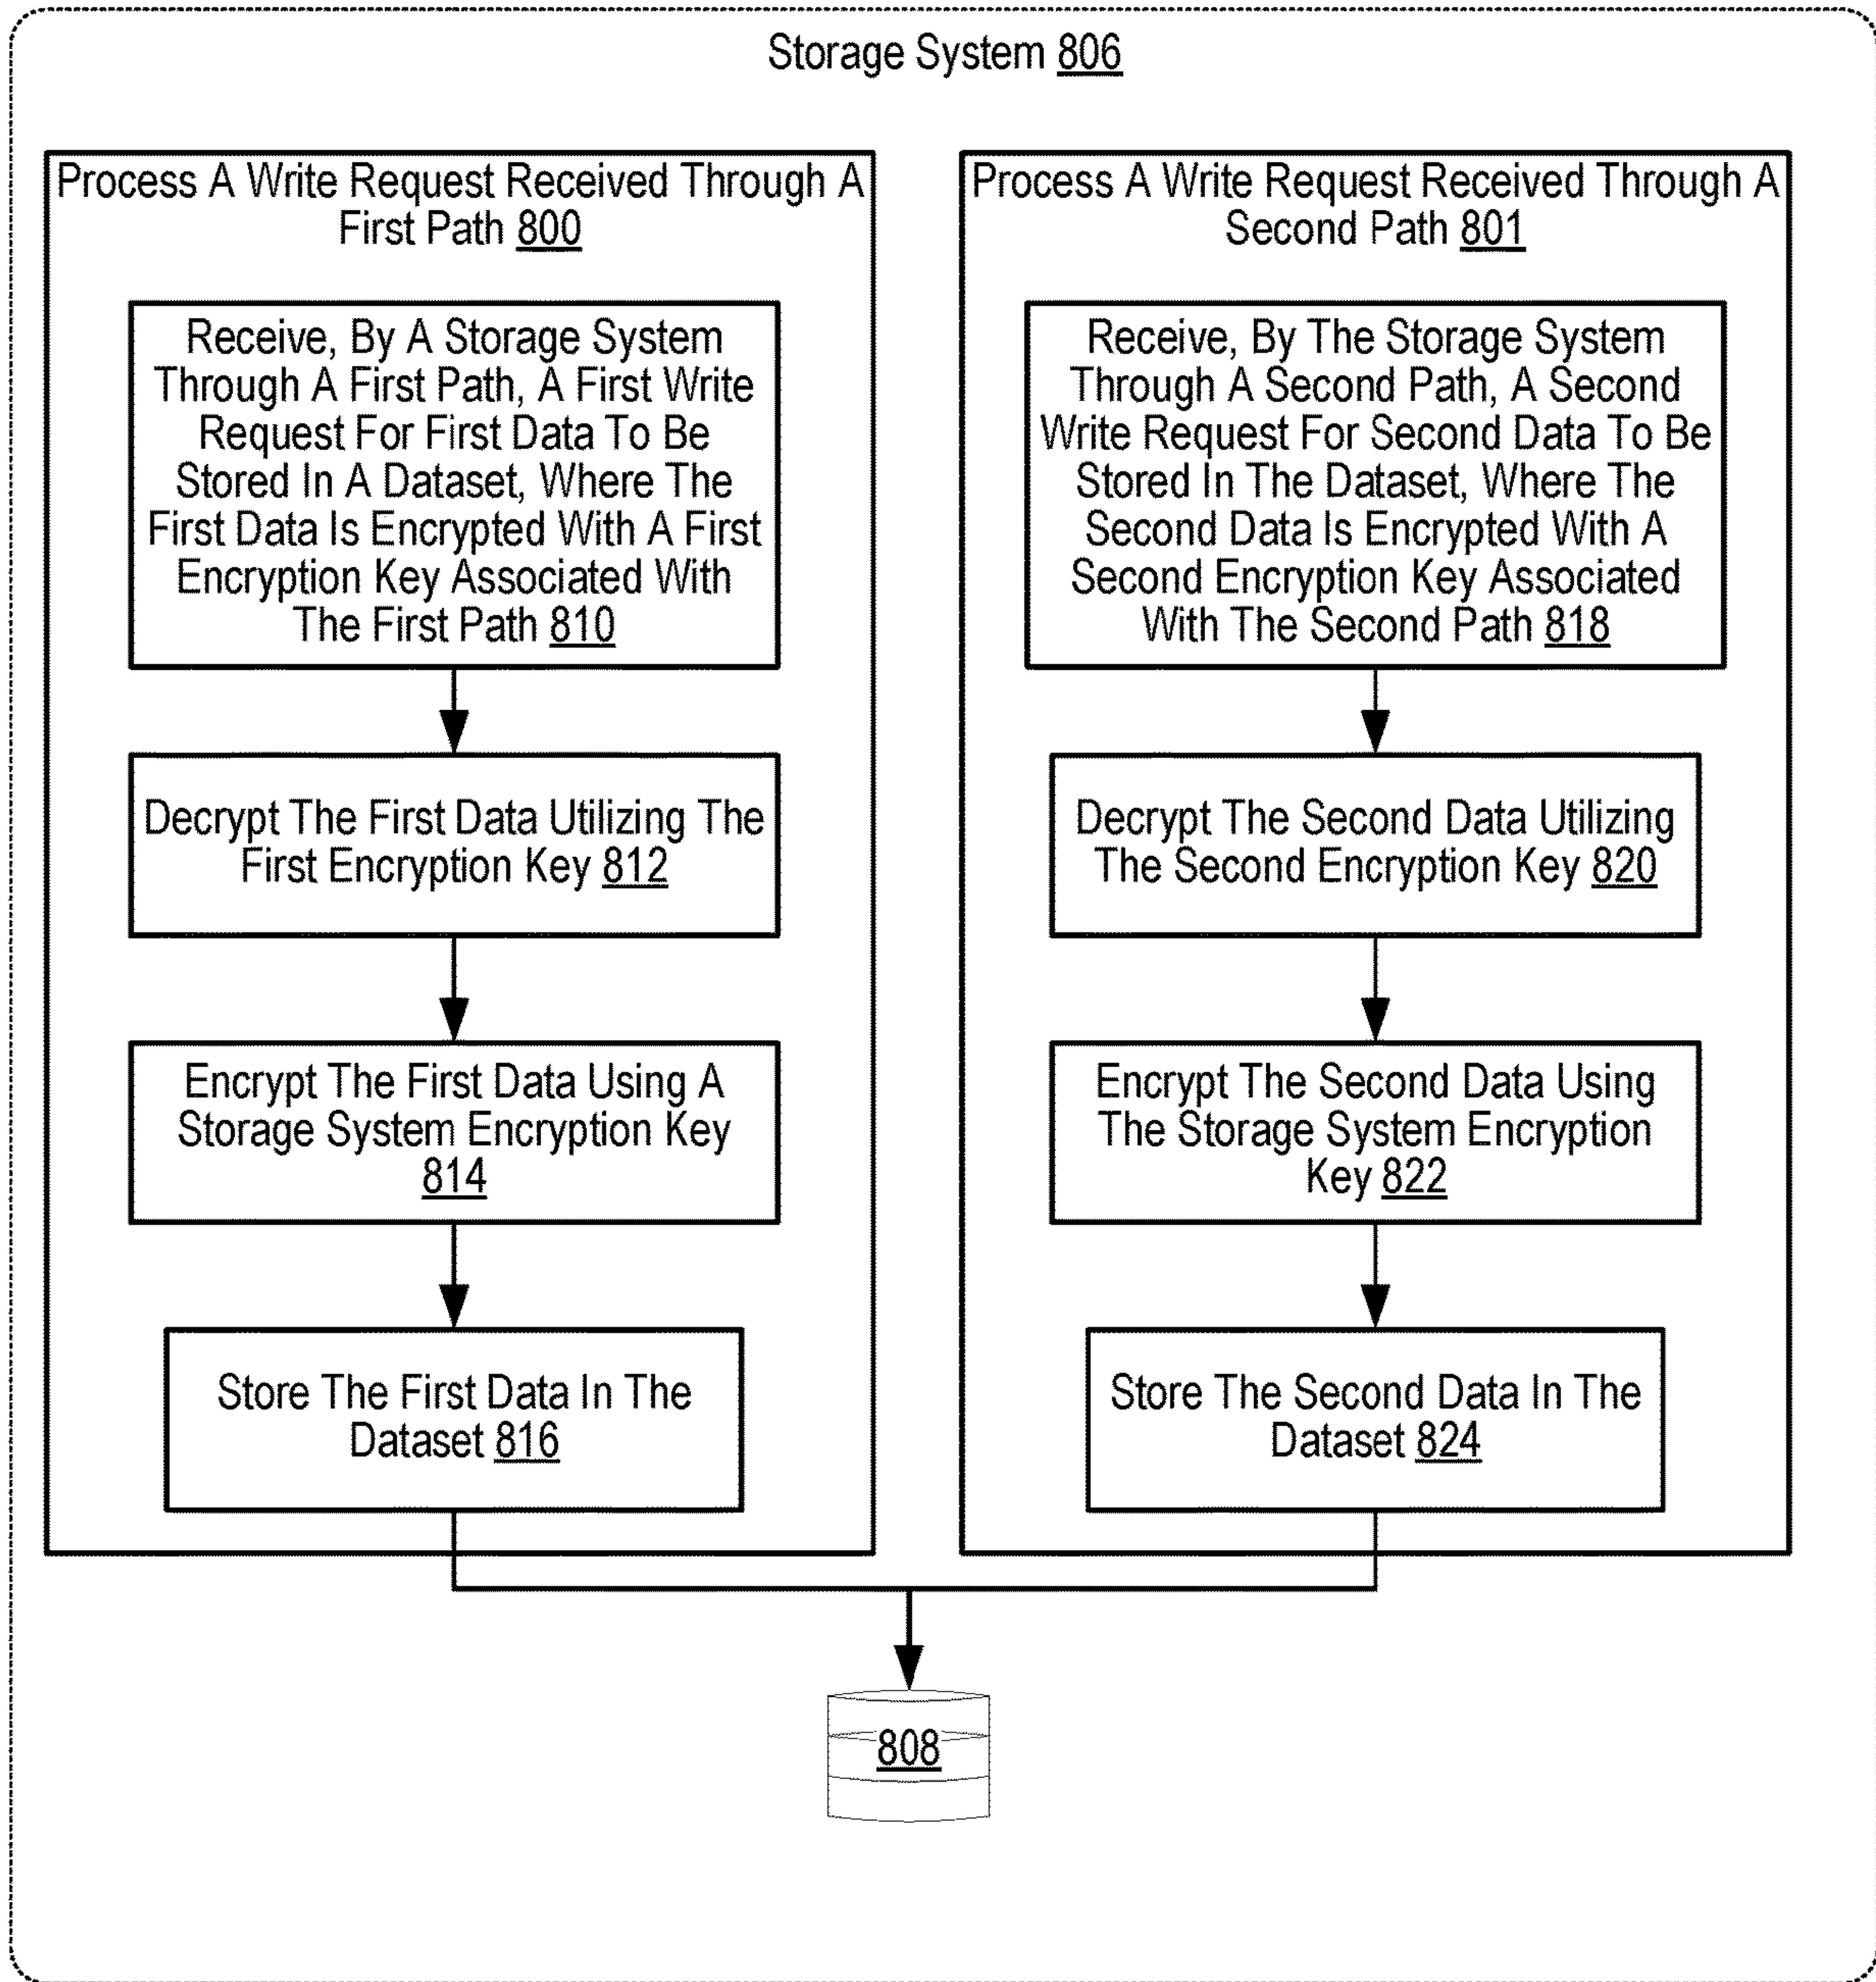 Storage System 806
Process A Write Request Received Through A
First Path 800
Receive, By A Storage System
Through A First Path, A First Write
Request For First Data To Be
Stored In A Dataset, Where The
First Data Is Encrypted With A First
Encryption Key Associated With
The First Path 810
Decrypt The First Data Utilizing The
First Encryption Key 812
Encrypt The First Data Using A
Storage System Encryption Key
814
Store The First Data In The
Dataset 816
Process A Write Request Received Through A
Second Path 801
Receive, By The Storage System
Through A Second Path, A Second
Write Request For Second Data To Be
Stored In The Dataset, Where The
Second Data Is Encrypted With A
Second Encryption Key Associated
With The Second Path 818
Decrypt The Second Data Utilizing
The Second Encryption Key 820
Encrypt The Second Data Using
The Storage System Encryption
Key 822
Store The Second Data In The
Dataset 824
808